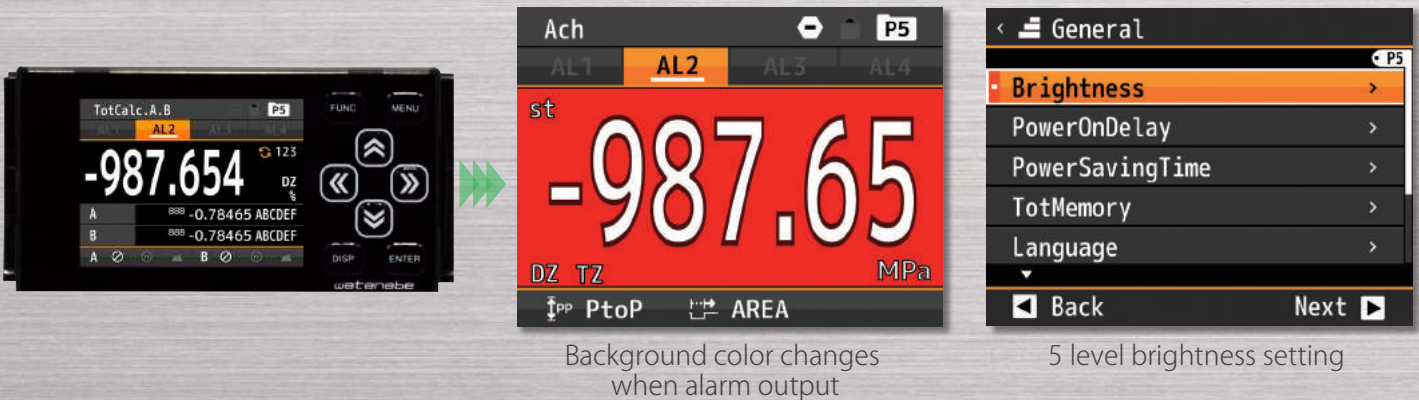 TotCalc.A.B P5
AL1 AL2 AL3 AL4
-987.654
123
DZ
%
A 888 -0.78465 ABCDEF
B 888 -0.78465 ABCDEF
A B
FUNC MENU
DISP ENTER
watanabe
Ach P5
AL1 AL2 AL3 AL4
st
-987.65
DZ TZ MPa
PP PtoP AREA
Background color changes
when alarm output
General
P5
Brightness
PowerOnDelay
PowerSavingTime
TotMemory
Language
Back Next
5 level brightness setting